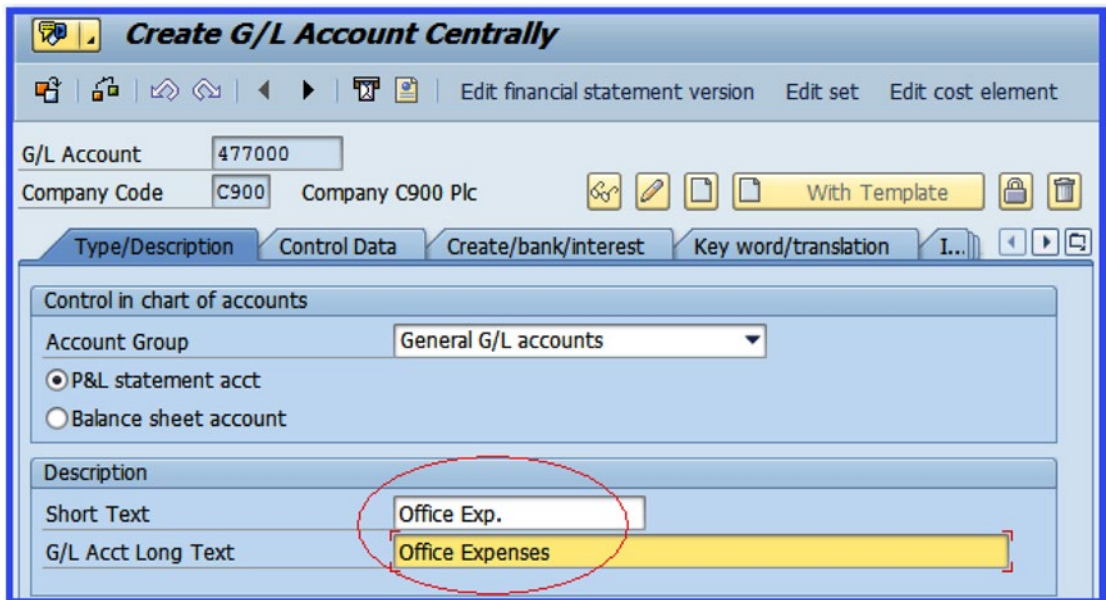 Create G/L Account Centrally
Edit financial statement version Edit set Edit cost element
G/L Account 477000
Company Code C900 Company C900 Plc With Template
Type/Description Control Data Create/bank/interest Key word/translation I...
Control in chart of accounts
Account Group General G/L accounts
P&L statement acct
Balance sheet account
Description
Short Text Office Exp.
G/L Acct Long Text Office Expenses